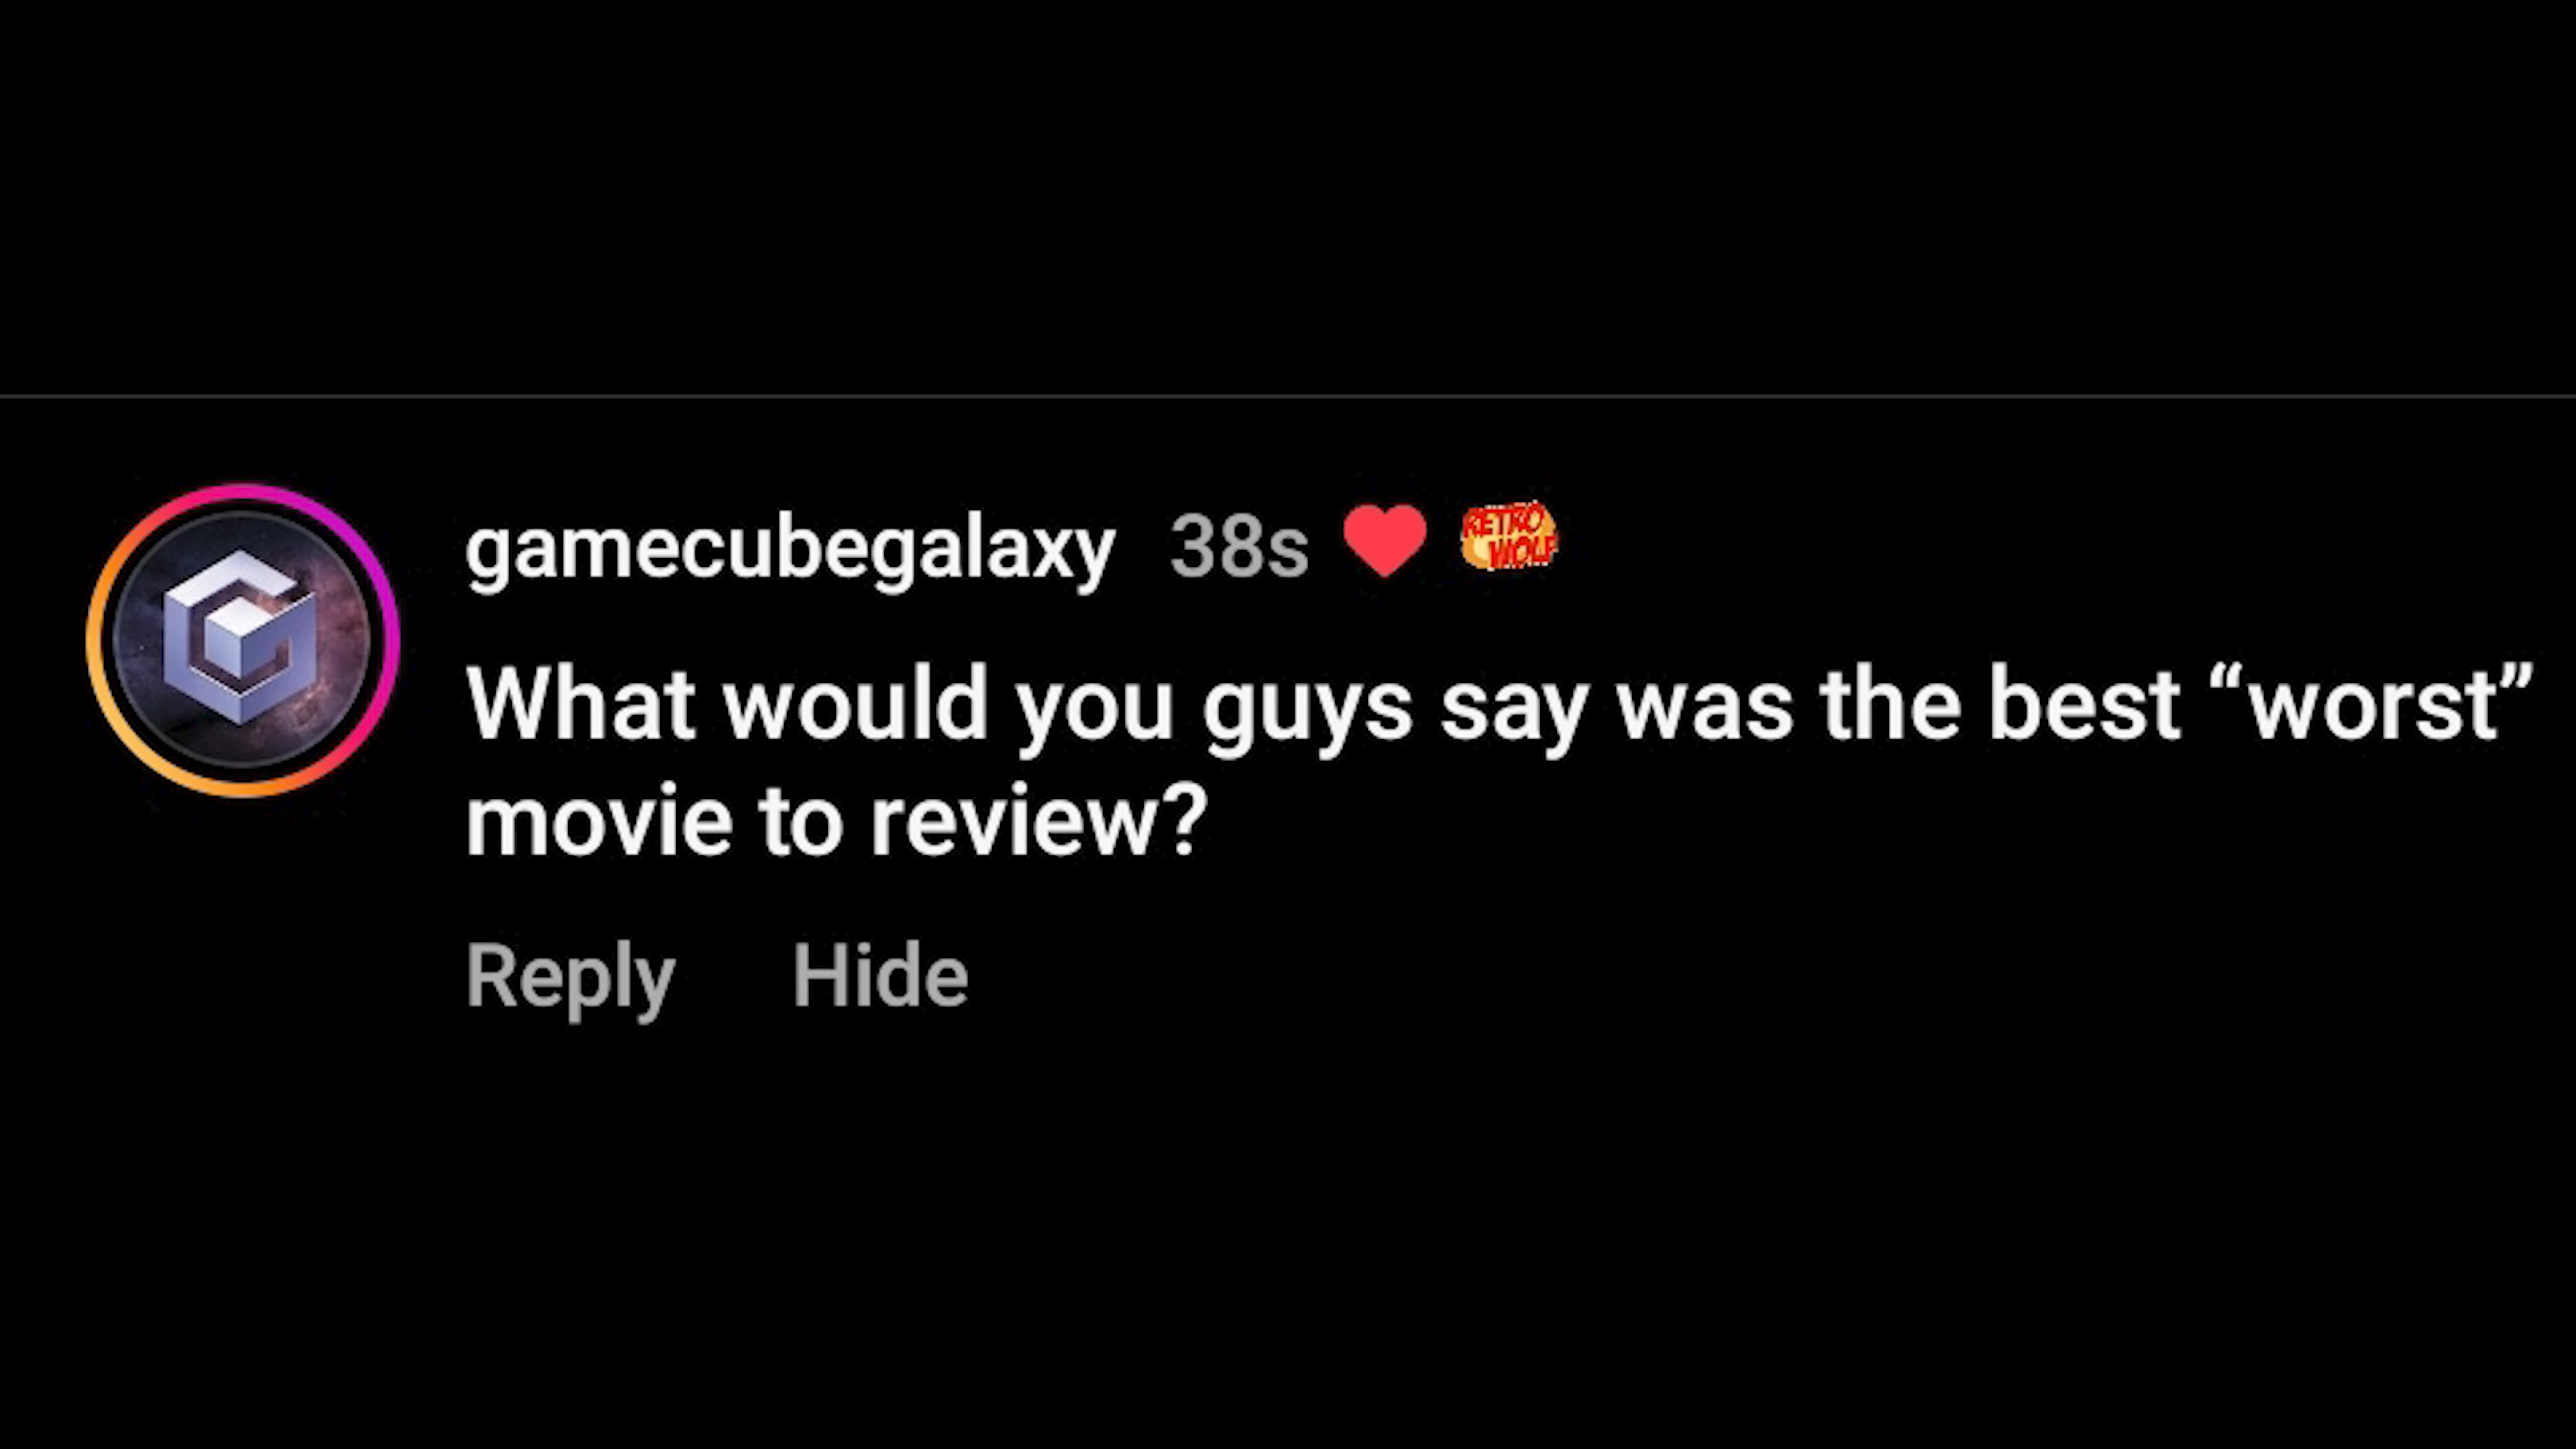 gamecubegalaxy 38s RETRO WOLF
What would you guys say was the best “worst”
movie to review?
Reply Hide